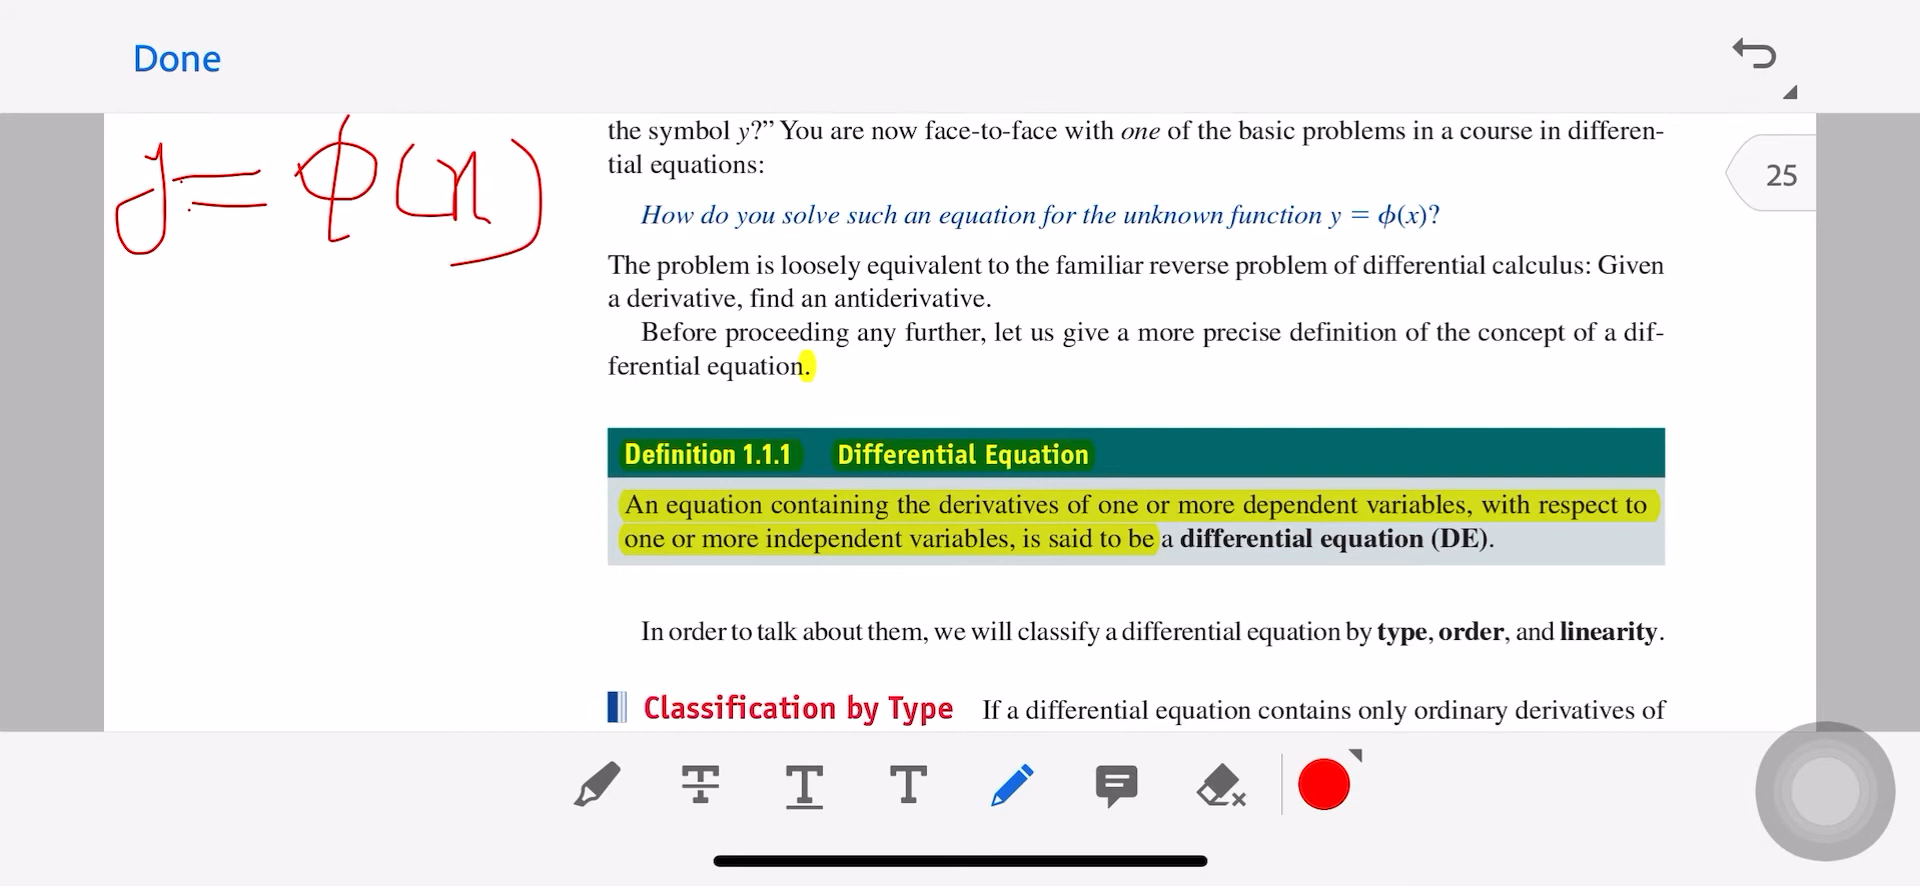 Done
y = ϕ(x)
the symbol y?” You are now face-to-face with one of the basic problems in a course in differen-
tial equations:
25
How do you solve such an equation for the unknown function y = ϕ(x)?
The problem is loosely equivalent to the familiar reverse problem of differential calculus: Given
a derivative, find an antiderivative.
Before proceeding any further, let us give a more precise definition of the concept of a dif-
ferential equation.
Definition 1.1.1 Differential Equation
An equation containing the derivatives of one or more dependent variables, with respect to
one or more independent variables, is said to be a differential equation (DE).
In order to talk about them, we will classify a differential equation by type, order, and linearity.
Classification by Type If a differential equation contains only ordinary derivatives of